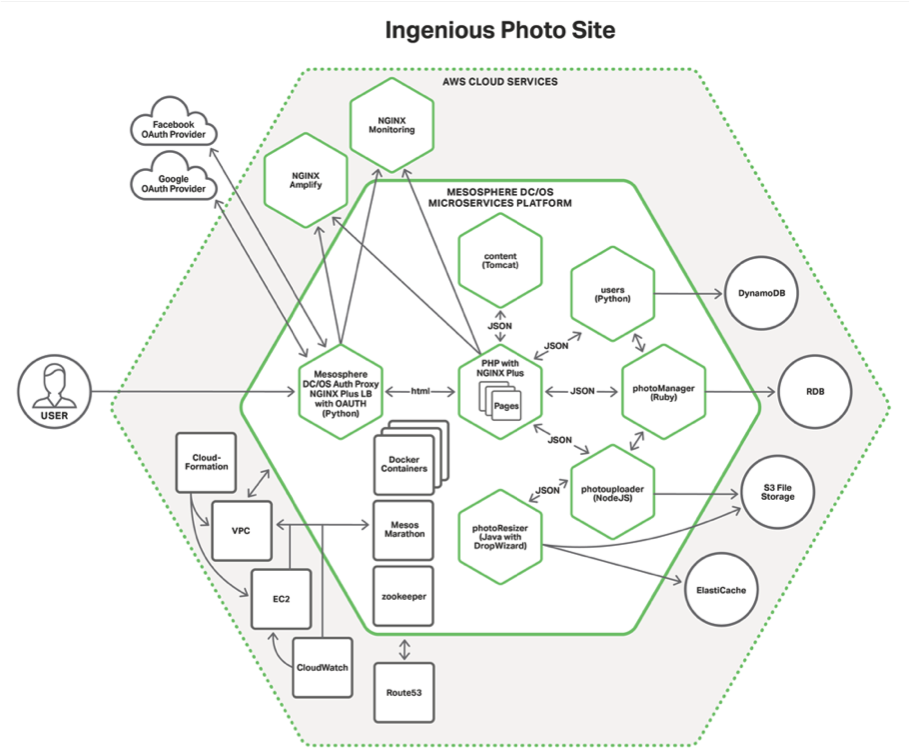 Ingenious Photo Site
AWS CLOUD SERVICES
NGINX
Monitoring
Facebook
OAuth Provider
Google
OAuth Provider
NGINX
Amplify
MESOSPHERE DC/OS
MICROSERVICES PLATFORM
content
(Tomcat)
users
(Python)
DynamoDB
JSON
JSON
USER
Mesosphere
DC/OS Auth Proxy
NGINX Plus LB
with OAUTH
(Python)
html
PHP with
NGINX Plus
Pages
JSON
photoManager
(Ruby)
RDB
JSON
Cloud-
Formation
Docker
Containers
JSON
photouploader
(NodeJS)
S3 File
Storage
VPC
Mesos
Marathon
photoResizer
(Java with
DropWizard)
EC2
zookeeper
ElastiCache
CloudWatch
Route53